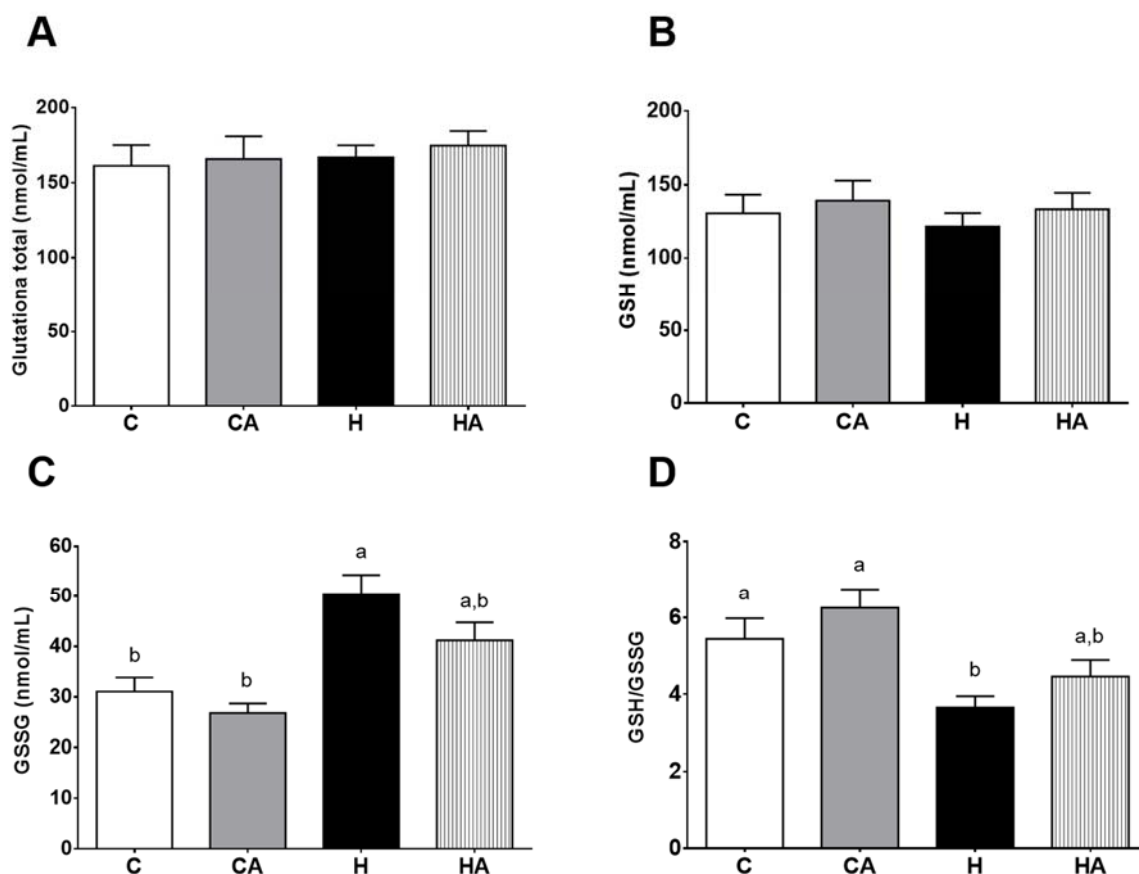 A
Glutationa total (nmol/mL)
200
150
100
50
0
C CA H HA
B
GSH (nmol/mL)
200
150
100
50
0
C CA H HA
C
GSSG (nmol/mL)
60
50
40
30
20
10
0
b b a a,b
C CA H HA
D
GSH/GSSG
8
6
4
2
0
a a b a,b
C CA H HA